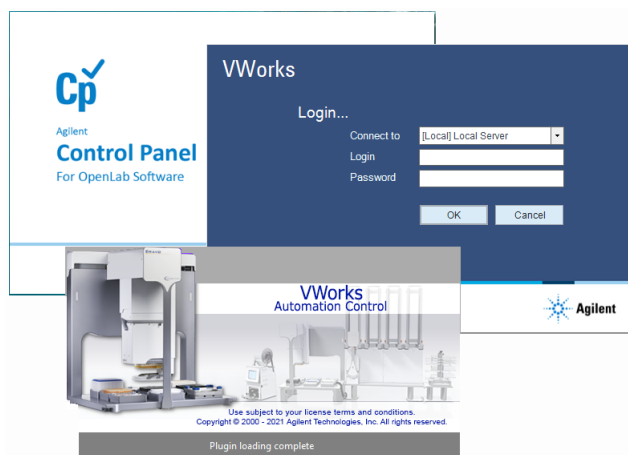 Cp
Agilent
Control Panel
For OpenLab Software
VWorks
Login...
Connect to [Local] Local Server
Login
Password
OK Cancel
Agilent
VWorks
Automation Control
Use subject to your license terms and conditions.
Copyright © 2000 - 2021 Agilent Technologies, Inc. All rights reserved.
Plugin loading complete